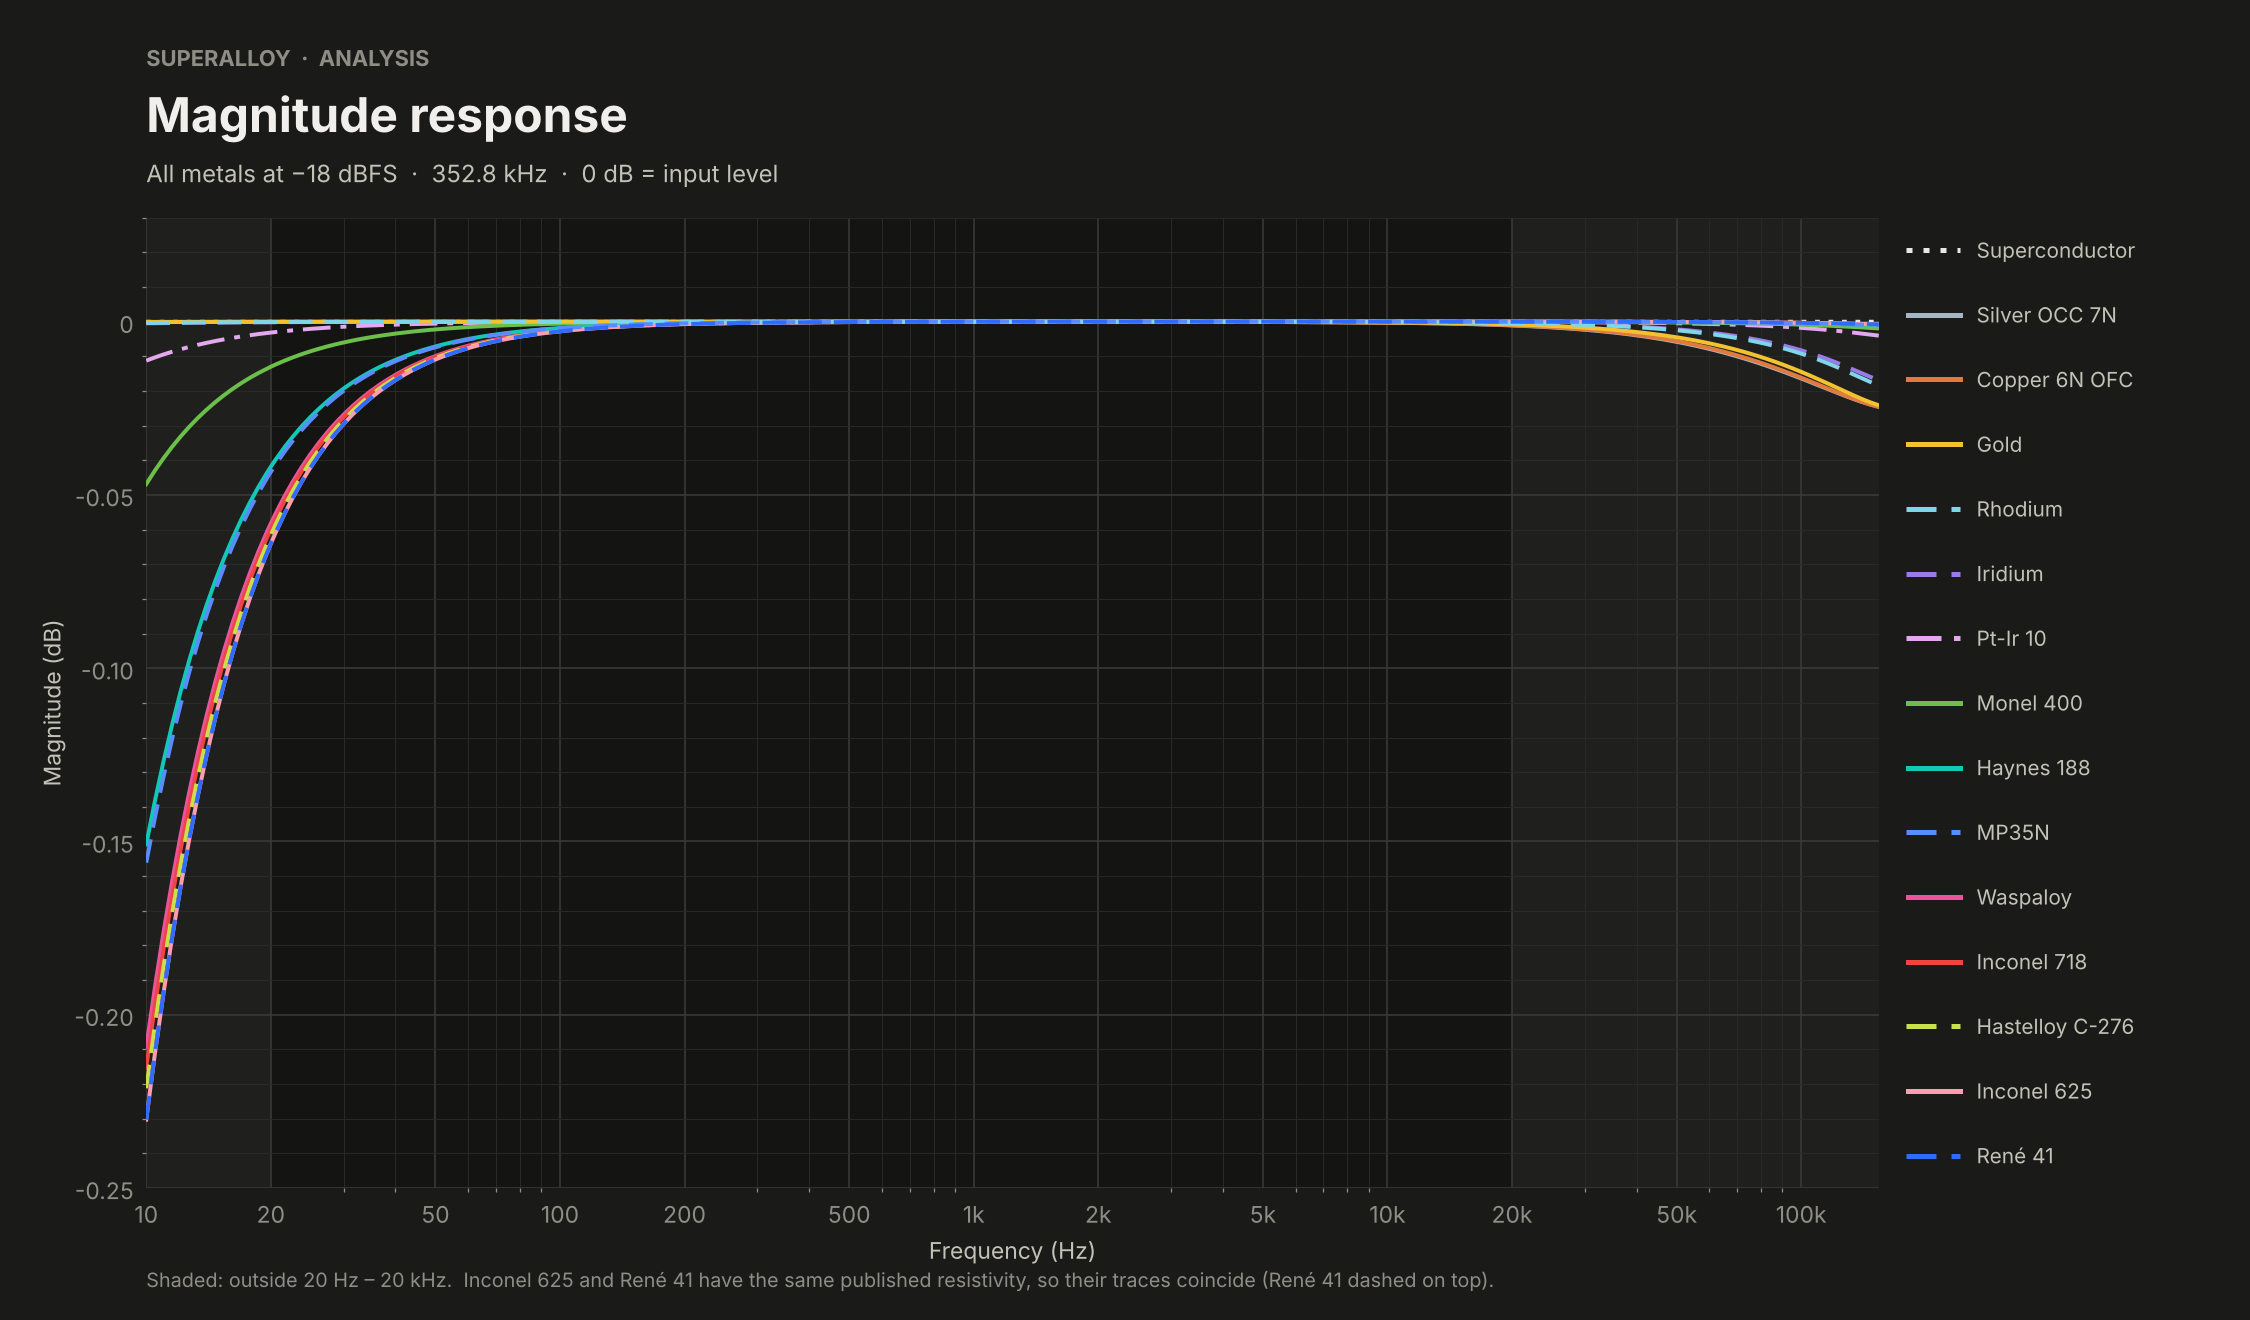 SUPERALLOY · ANALYSIS
Magnitude response
All metals at −18 dBFS · 352.8 kHz · 0 dB = input level
0
-0.05
-0.10
-0.15
-0.20
-0.25
Magnitude (dB)
10 20 50 100 200 500 1k 2k 5k 10k 20k 50k 100k
Frequency (Hz)
Superconductor
Silver OCC 7N
Copper 6N OFC
Gold
Rhodium
Iridium
Pt-Ir 10
Monel 400
Haynes 188
MP35N
Waspaloy
Inconel 718
Hastelloy C-276
Inconel 625
René 41
Shaded: outside 20 Hz – 20 kHz. Inconel 625 and René 41 have the same published resistivity, so their traces coincide (René 41 dashed on top).